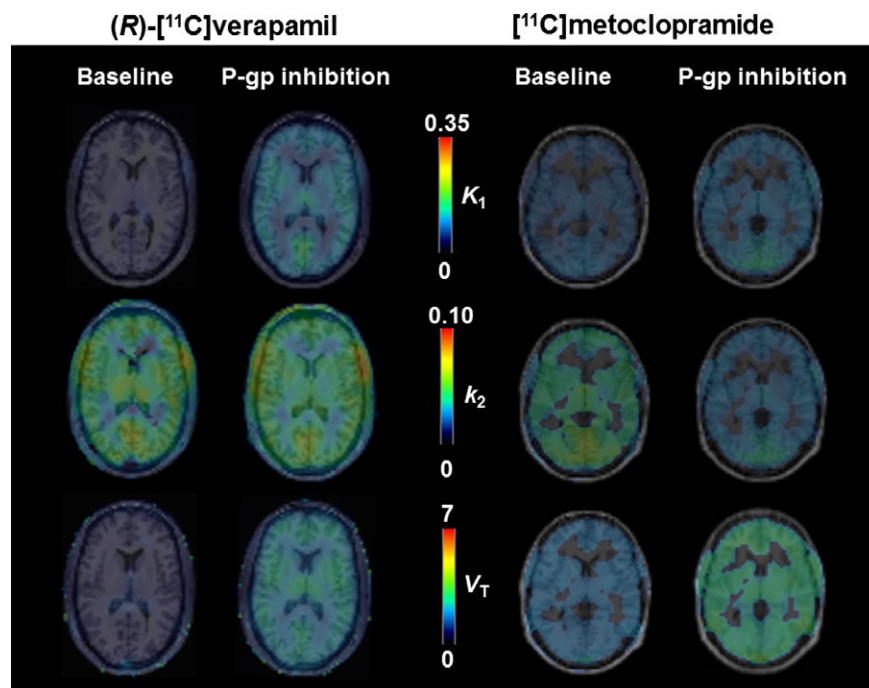 (R)-[¹¹C]verapamil
[¹¹C]metoclopramide
Baseline
P-gp inhibition
Baseline
P-gp inhibition
0.35
K₁
0
0.10
k₂
0
7
V_T
0